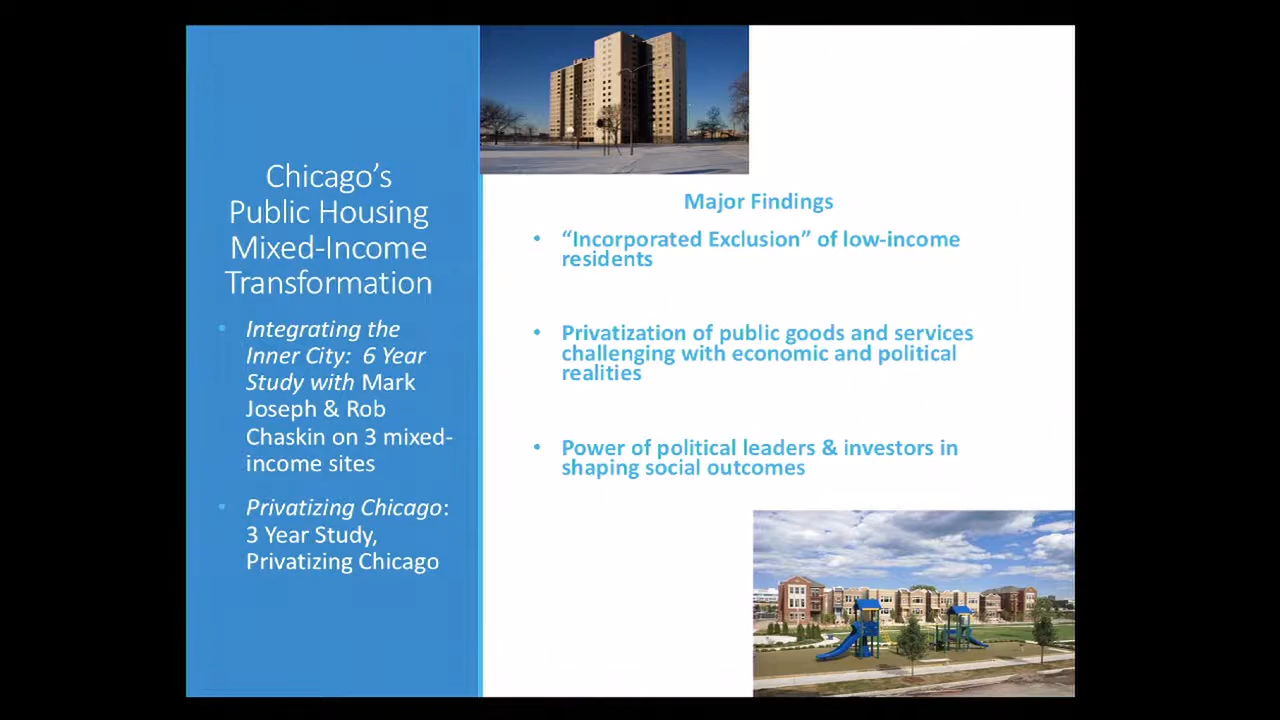 Chicago’s
Public Housing
Mixed-Income
Transformation
• Integrating the
Inner City:  6 Year
Study with Mark
Joseph & Rob
Chaskin on 3 mixed-
income sites
• Privatizing Chicago:
3 Year Study,
Privatizing Chicago
Major Findings
• “Incorporated Exclusion” of low-income
residents
• Privatization of public goods and services
challenging with economic and political
realities
• Power of political leaders & investors in
shaping social outcomes